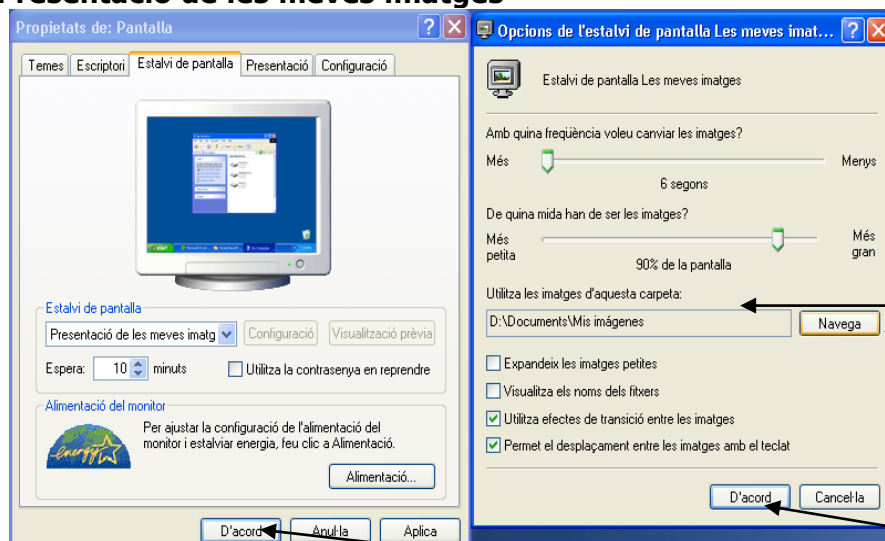 Presentació de les meves imatges
Propietats de: Pantalla
Temes Escriptori Estalvi de pantalla Presentació Configuració
Estalvi de pantalla
Presentació de les meves imatg Configuració Visualització prèvia
Espera: 10 minuts Utilitza la contrasenya en reprendre
Alimentació del monitor
energy
Per ajustar la configuració de l'alimentació del
monitor i estalviar energia, feu clic a Alimentació.
Alimentació...
D'acord Anul·la Aplica
Opcions de l'estalvi de pantalla Les meves imat...
Estalvi de pantalla Les meves imatges
Amb quina freqüència voleu canviar les imatges?
Més Menys
6 segons
De quina mida han de ser les imatges?
Més petita Més gran
90% de la pantalla
Utilitza les imatges d'aquesta carpeta:
D:\Documents\Mis imágenes Navega
Expandeix les imatges petites
Visualitza els noms dels fitxers
Utilitza efectes de transició entre les imatges
Permet el desplaçament entre les imatges amb el teclat
D'acord Cancel·la